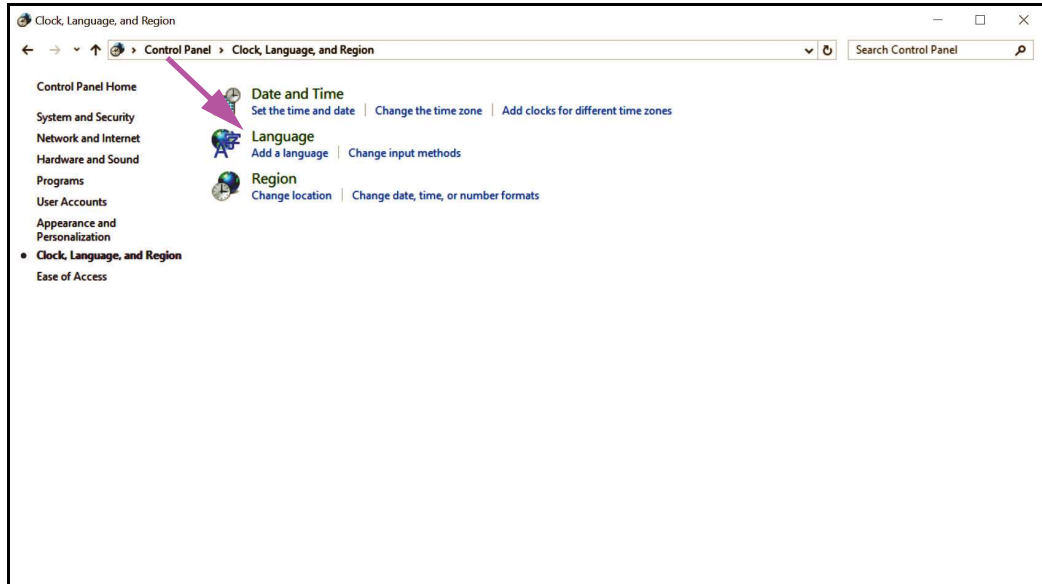 Clock, Language, and Region
Control Panel › Clock, Language, and Region
Search Control Panel
Control Panel Home
System and Security
Network and Internet
Hardware and Sound
Programs
User Accounts
Appearance and
Personalization
Clock, Language, and Region
Ease of Access
Date and Time
Set the time and date | Change the time zone | Add clocks for different time zones
Language
Add a language | Change input methods
Region
Change location | Change date, time, or number formats